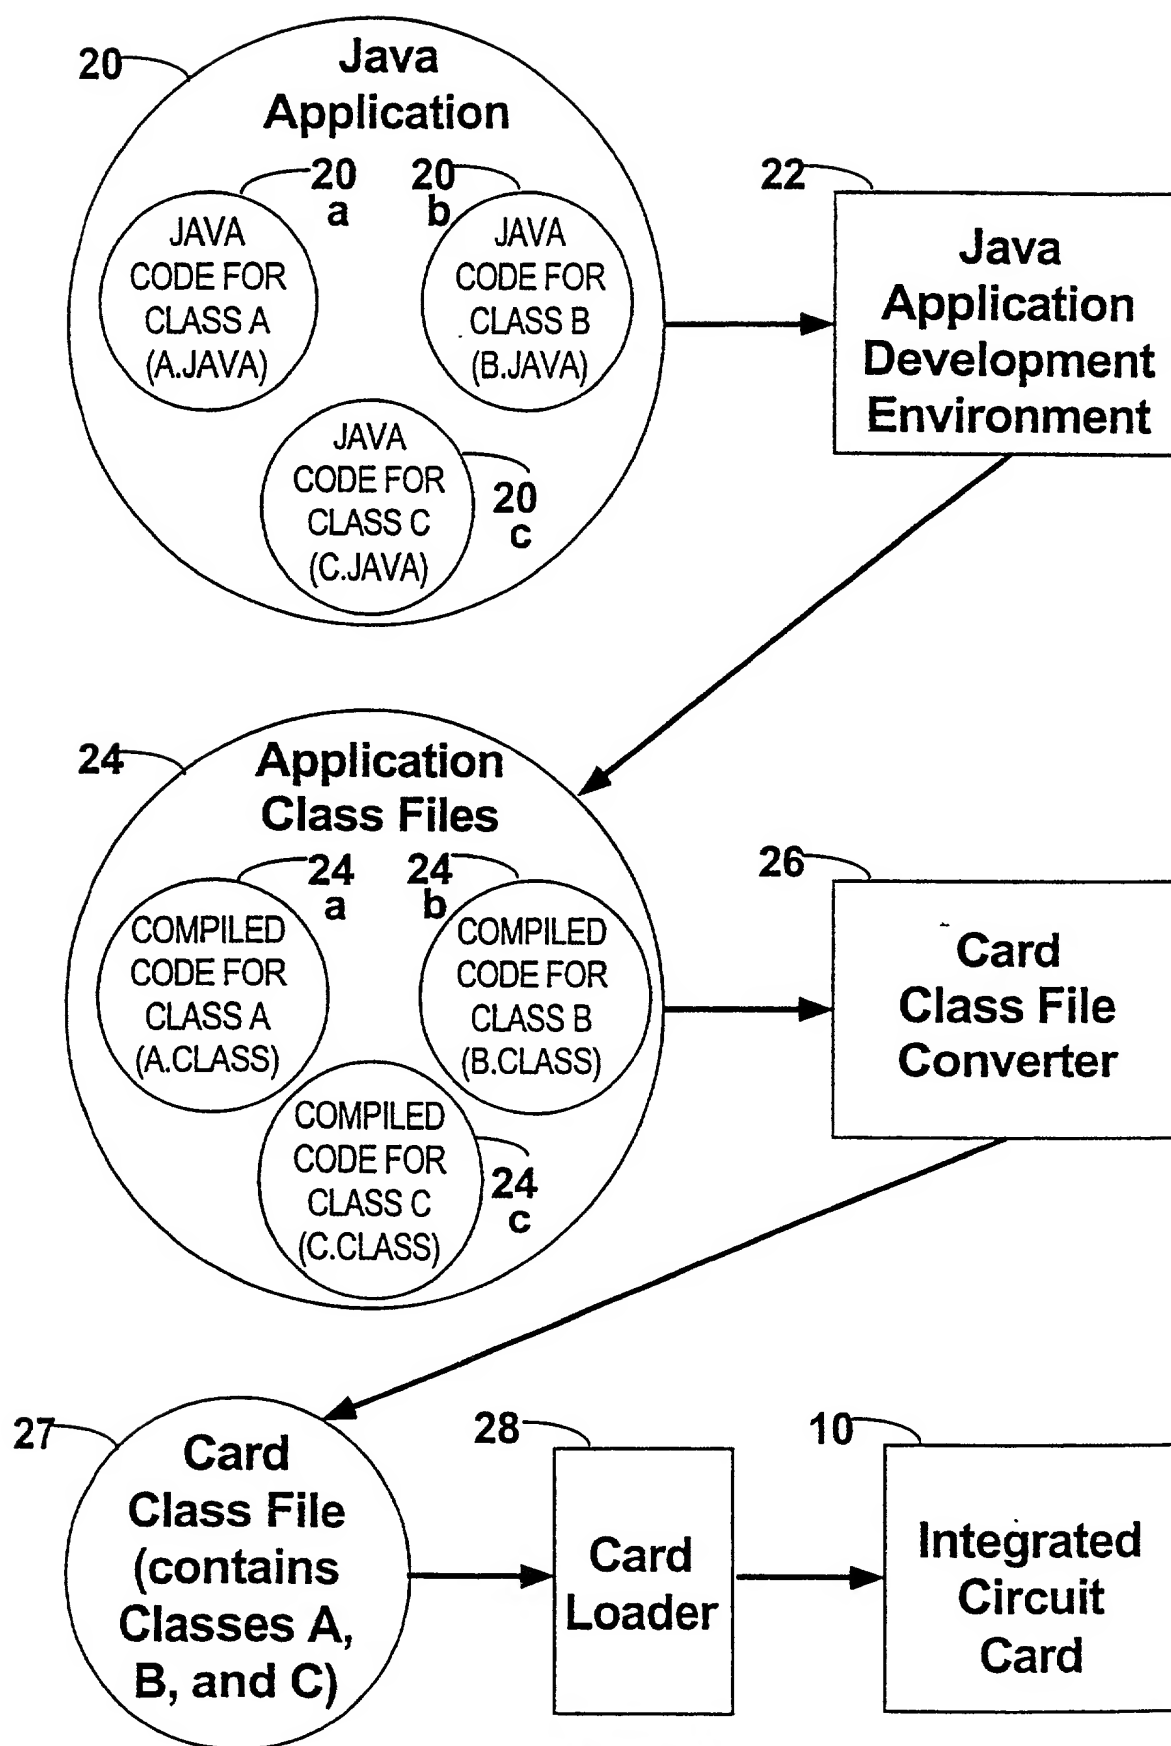 20
Java
Application
20
a
20
b
JAVA
CODE FOR
CLASS A
(A.JAVA)
JAVA
CODE FOR
CLASS B
(B.JAVA)
JAVA
CODE FOR
CLASS C
(C.JAVA)
20
c
22
Java
Application
Development
Environment
24
Application
Class Files
24
a
24
b
COMPILED
CODE FOR
CLASS A
(A.CLASS)
COMPILED
CODE FOR
CLASS B
(B.CLASS)
COMPILED
CODE FOR
CLASS C
(C.CLASS)
24
c
26
Card
Class File
Converter
27
Card
Class File
(contains
Classes A,
B, and C)
28
Card
Loader
10
Integrated
Circuit
Card